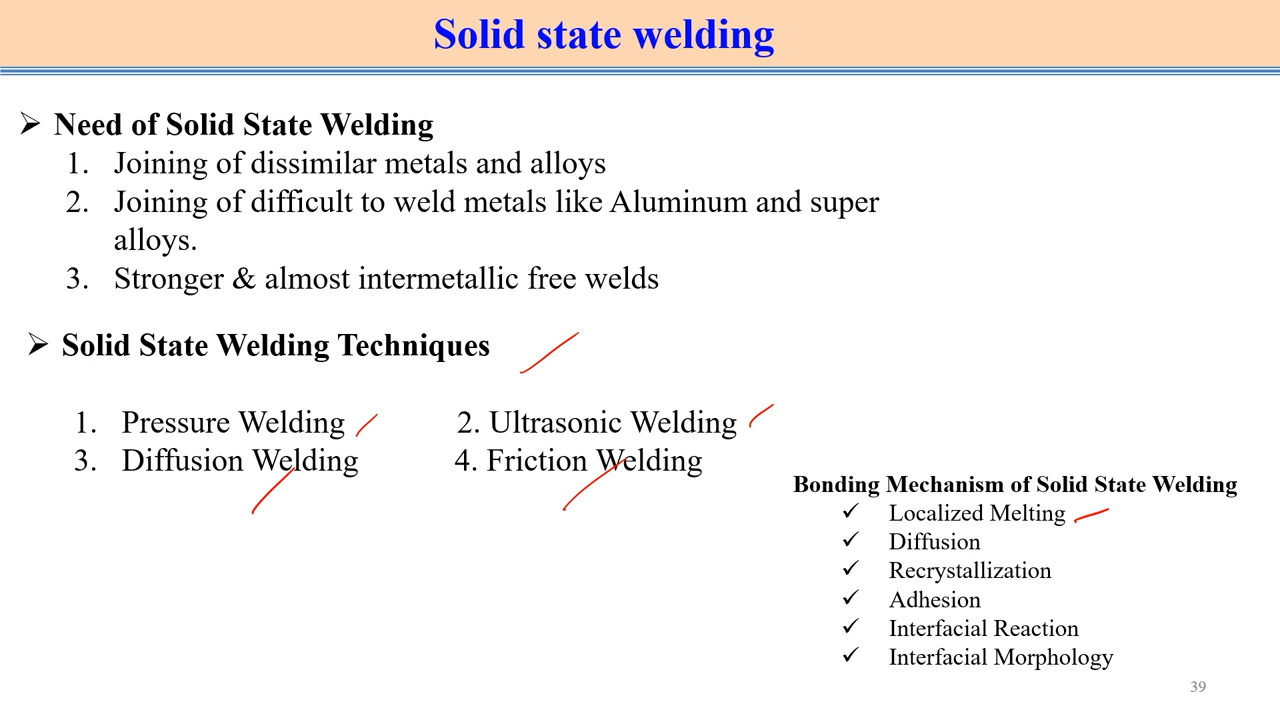 Solid state welding
➢ Need of Solid State Welding
1. Joining of dissimilar metals and alloys
2. Joining of difficult to weld metals like Aluminum and super
alloys.
3. Stronger & almost intermetallic free welds
➢ Solid State Welding Techniques
1. Pressure Welding 2. Ultrasonic Welding
3. Diffusion Welding 4. Friction Welding
Bonding Mechanism of Solid State Welding
✓ Localized Melting
✓ Diffusion
✓ Recrystallization
✓ Adhesion
✓ Interfacial Reaction
✓ Interfacial Morphology
39